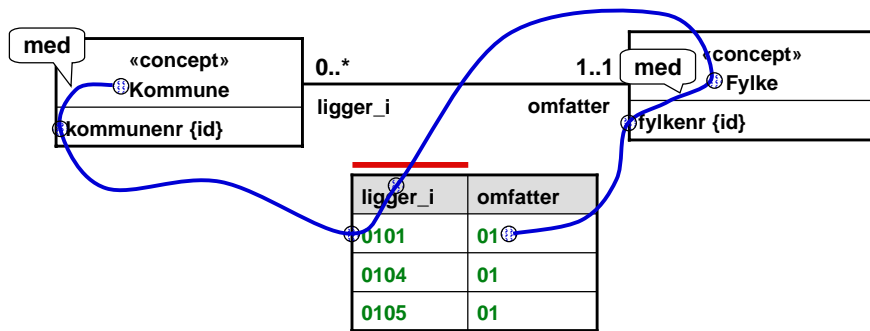 med
«concept»
Kommune
kommunenr {id}
0..*
1..1
ligger_i
omfatter
med
«concept»
Fylke
fylkenr {id}
ligger_i omfatter
0101 01
0104 01
0105 01